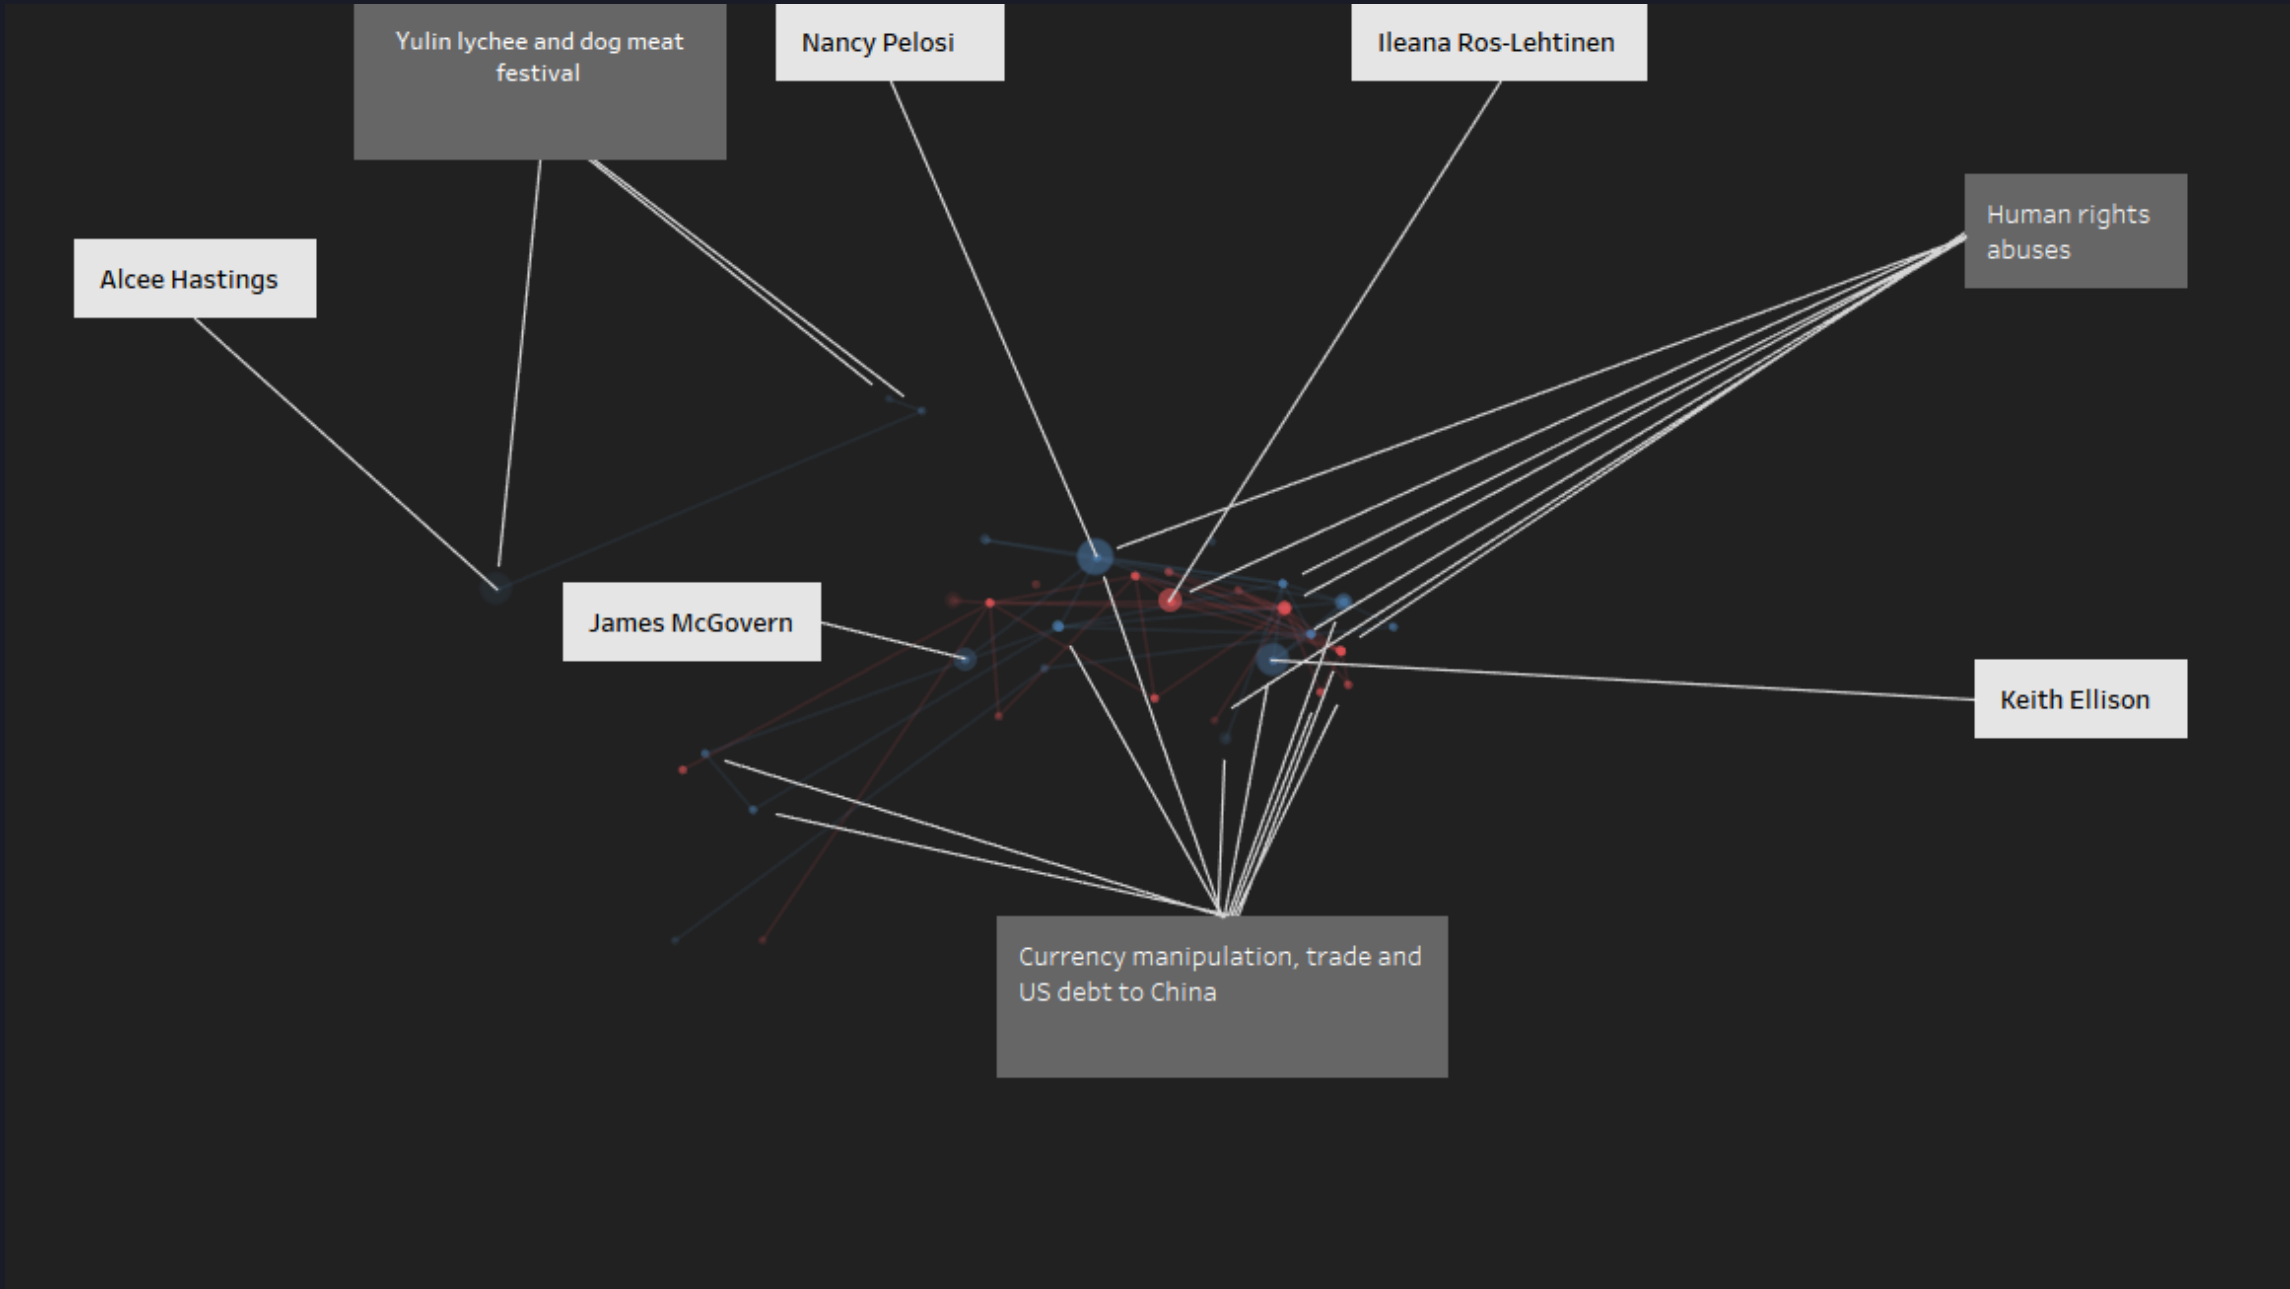 Yulin lychee and dog meat
festival
Nancy Pelosi
Ileana Ros-Lehtinen
Human rights
abuses
Alcee Hastings
James McGovern
Keith Ellison
Currency manipulation, trade and
US debt to China